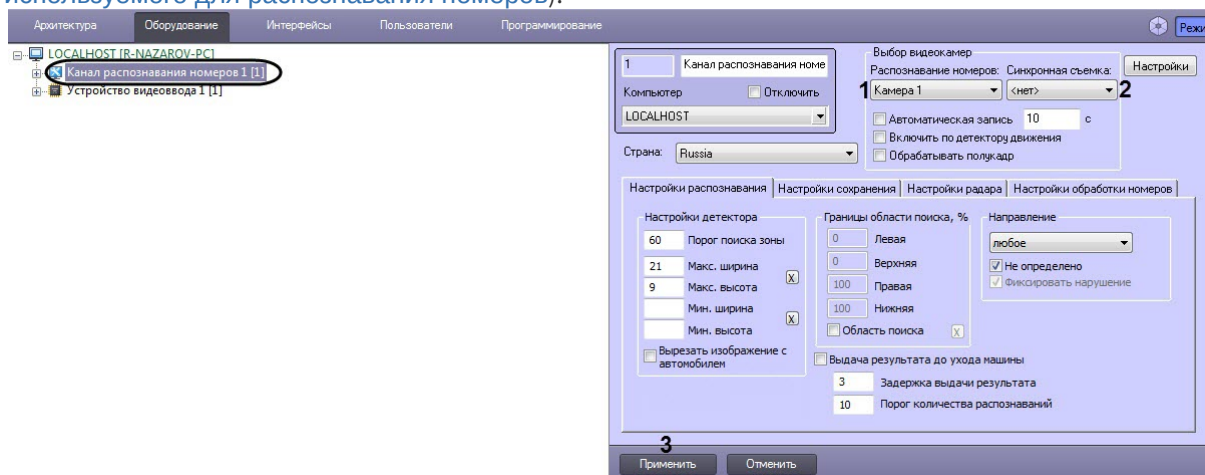 используемого для распознавания номеров).
Архитектура Оборудование Интерфейсы Пользователи Программирование Режи
LOCALHOST [R-NAZAROV-PC]
Канал распознавания номеров 1 [1]
Устройство видеоввода 1 [1]
1 Канал распознавания номе
Компьютер Отключить
LOCALHOST
Страна: Russia
Выбор видеокамер
Распознавание номеров: Синхронная съемка: Настройки
1 Камера 1 <нет> 2
Автоматическая запись 10 с
Включить по детектору движения
Обрабатывать полукадр
Настройки распознавания Настройки сохранения Настройки радара Настройки обработки номеров
Настройки детектора
60 Порог поиска зоны
21 Макс. ширина
9 Макс. высота
X
Мин. ширина
Мин. высота
X
Вырезать изображение с
автомобилем
Границы области поиска, %
0 Левая
0 Верхняя
100 Правая
100 Нижняя
Область поиска X
Направление
любое
Не определено
Фиксировать нарушение
Выдача результата до ухода машины
3 Задержка выдачи результата
10 Порог количества распознаваний
3
Применить Отменить